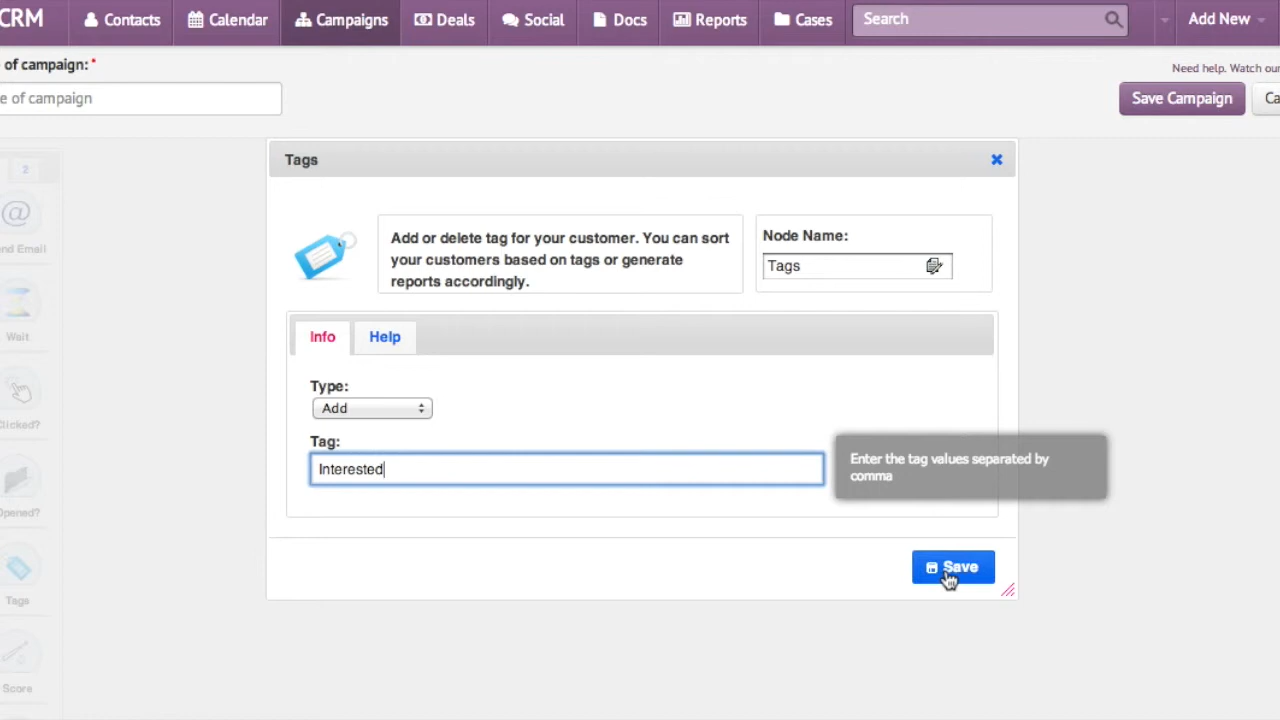 CRM Contacts Calendar Campaigns Deals Social Docs Reports Cases Search Add New
of campaign: *
Need help. Watch our
e of campaign
Save Campaign
Ca
Tags
2
Add or delete tag for your customer. You can sort
your customers based on tags or generate
reports accordingly.
Node Name:
Tags
nd Email
Wait
Info Help
Type:
Add
Clicked?
Tag:
Interested
Enter the tag values separated by
comma
Opened?
Save
Tags
Score